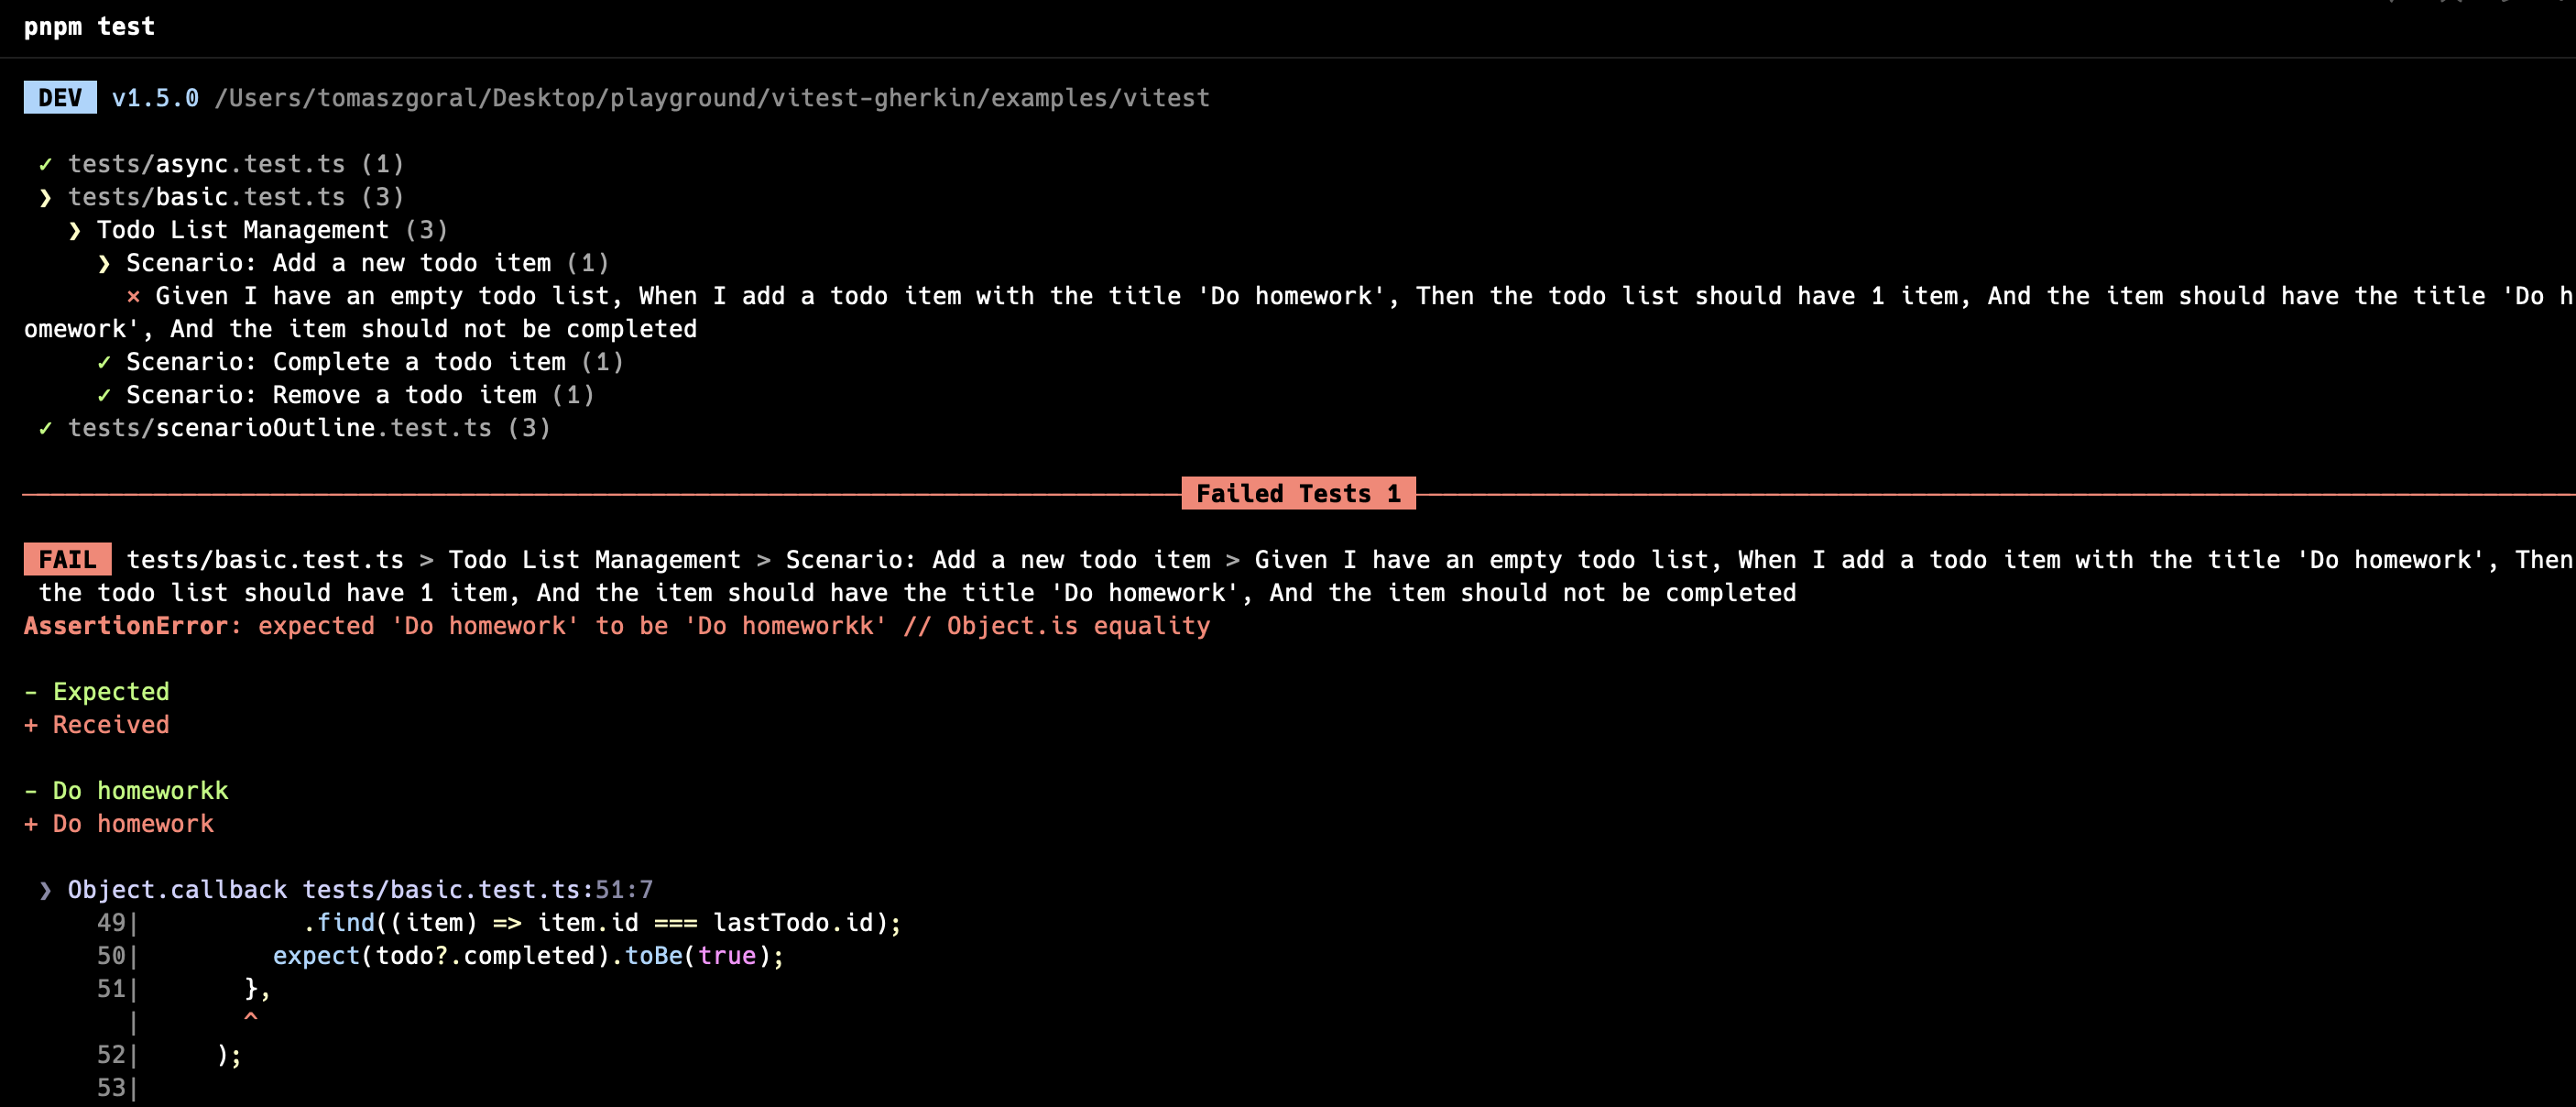 pnpm test
DEV v1.5.0 /Users/tomaszgoral/Desktop/playground/vitest-gherkin/examples/vitest
✓ tests/async.test.ts (1)
❯ tests/basic.test.ts (3)
❯ Todo List Management (3)
❯ Scenario: Add a new todo item (1)
× Given I have an empty todo list, When I add a todo item with the title 'Do homework', Then the todo list should have 1 item, And the item should have the title 'Do h
omework', And the item should not be completed
✓ Scenario: Complete a todo item (1)
✓ Scenario: Remove a todo item (1)
✓ tests/scenarioOutline.test.ts (3)
Failed Tests 1
FAIL tests/basic.test.ts > Todo List Management > Scenario: Add a new todo item > Given I have an empty todo list, When I add a todo item with the title 'Do homework', Then
the todo list should have 1 item, And the item should have the title 'Do homework', And the item should not be completed
AssertionError: expected 'Do homework' to be 'Do homeworkk' // Object.is equality
- Expected
+ Received
- Do homeworkk
+ Do homework
❯ Object.callback tests/basic.test.ts:51:7
49| .find((item) => item.id === lastTodo.id);
50| expect(todo?.completed).toBe(true);
51| },
| ^
52| );
53|